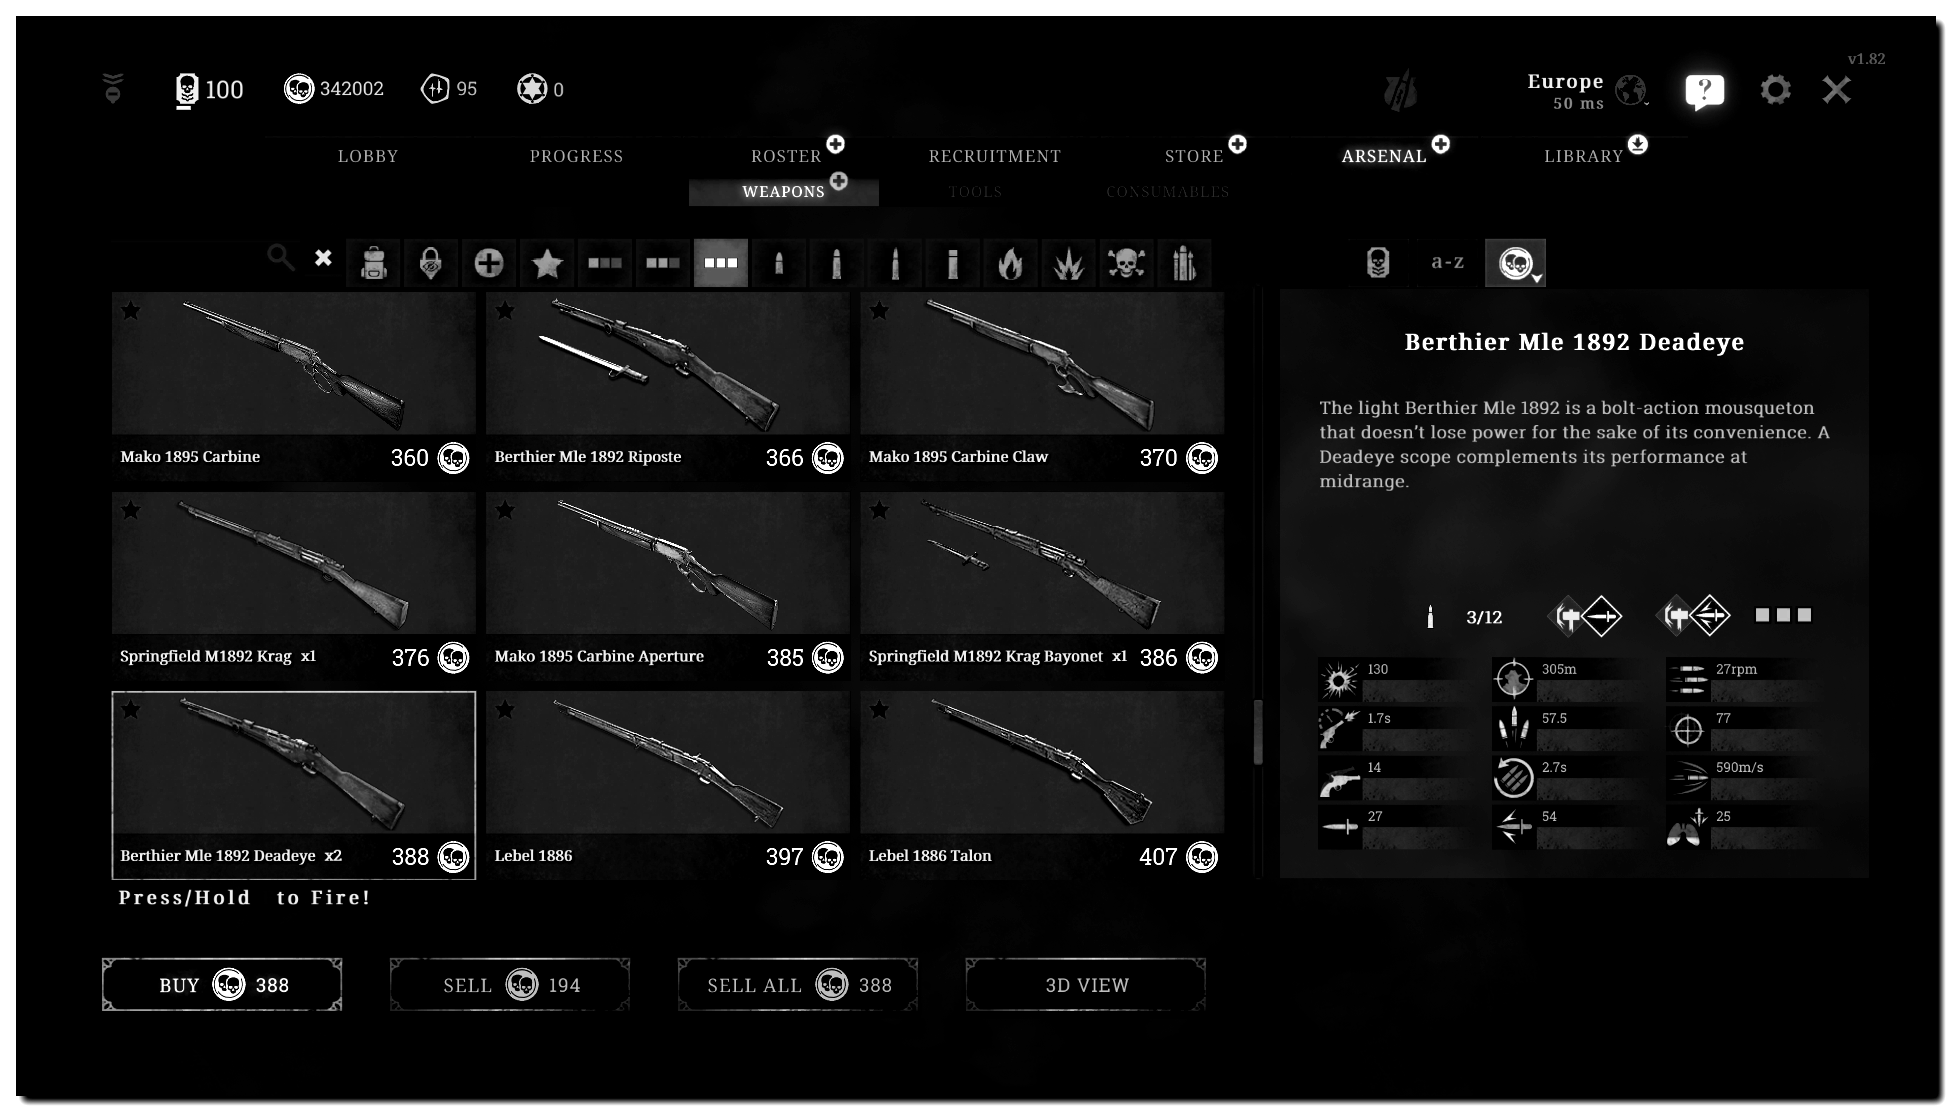 v1.82
100
342002
95
0
Europe
50 ms
?
LOBBY
PROGRESS
ROSTER
RECRUITMENT
STORE
ARSENAL
LIBRARY
WEAPONS
TOOLS
CONSUMABLES
a-z
Mako 1895 Carbine 360
Berthier Mle 1892 Riposte 366
Mako 1895 Carbine Claw 370
Springfield M1892 Krag x1 376
Mako 1895 Carbine Aperture 385
Springfield M1892 Krag Bayonet x1 386
Berthier Mle 1892 Deadeye x2 388
Lebel 1886 397
Lebel 1886 Talon 407
Press/Hold to Fire!
BUY 388
SELL 194
SELL ALL 388
3D VIEW
Berthier Mle 1892 Deadeye
The light Berthier Mle 1892 is a bolt-action mousqueton
that doesn't lose power for the sake of its convenience. A
Deadeye scope complements its performance at
midrange.
3/12
130
305m
27rpm
1.7s
57.5
77
14
2.7s
590m/s
27
54
25